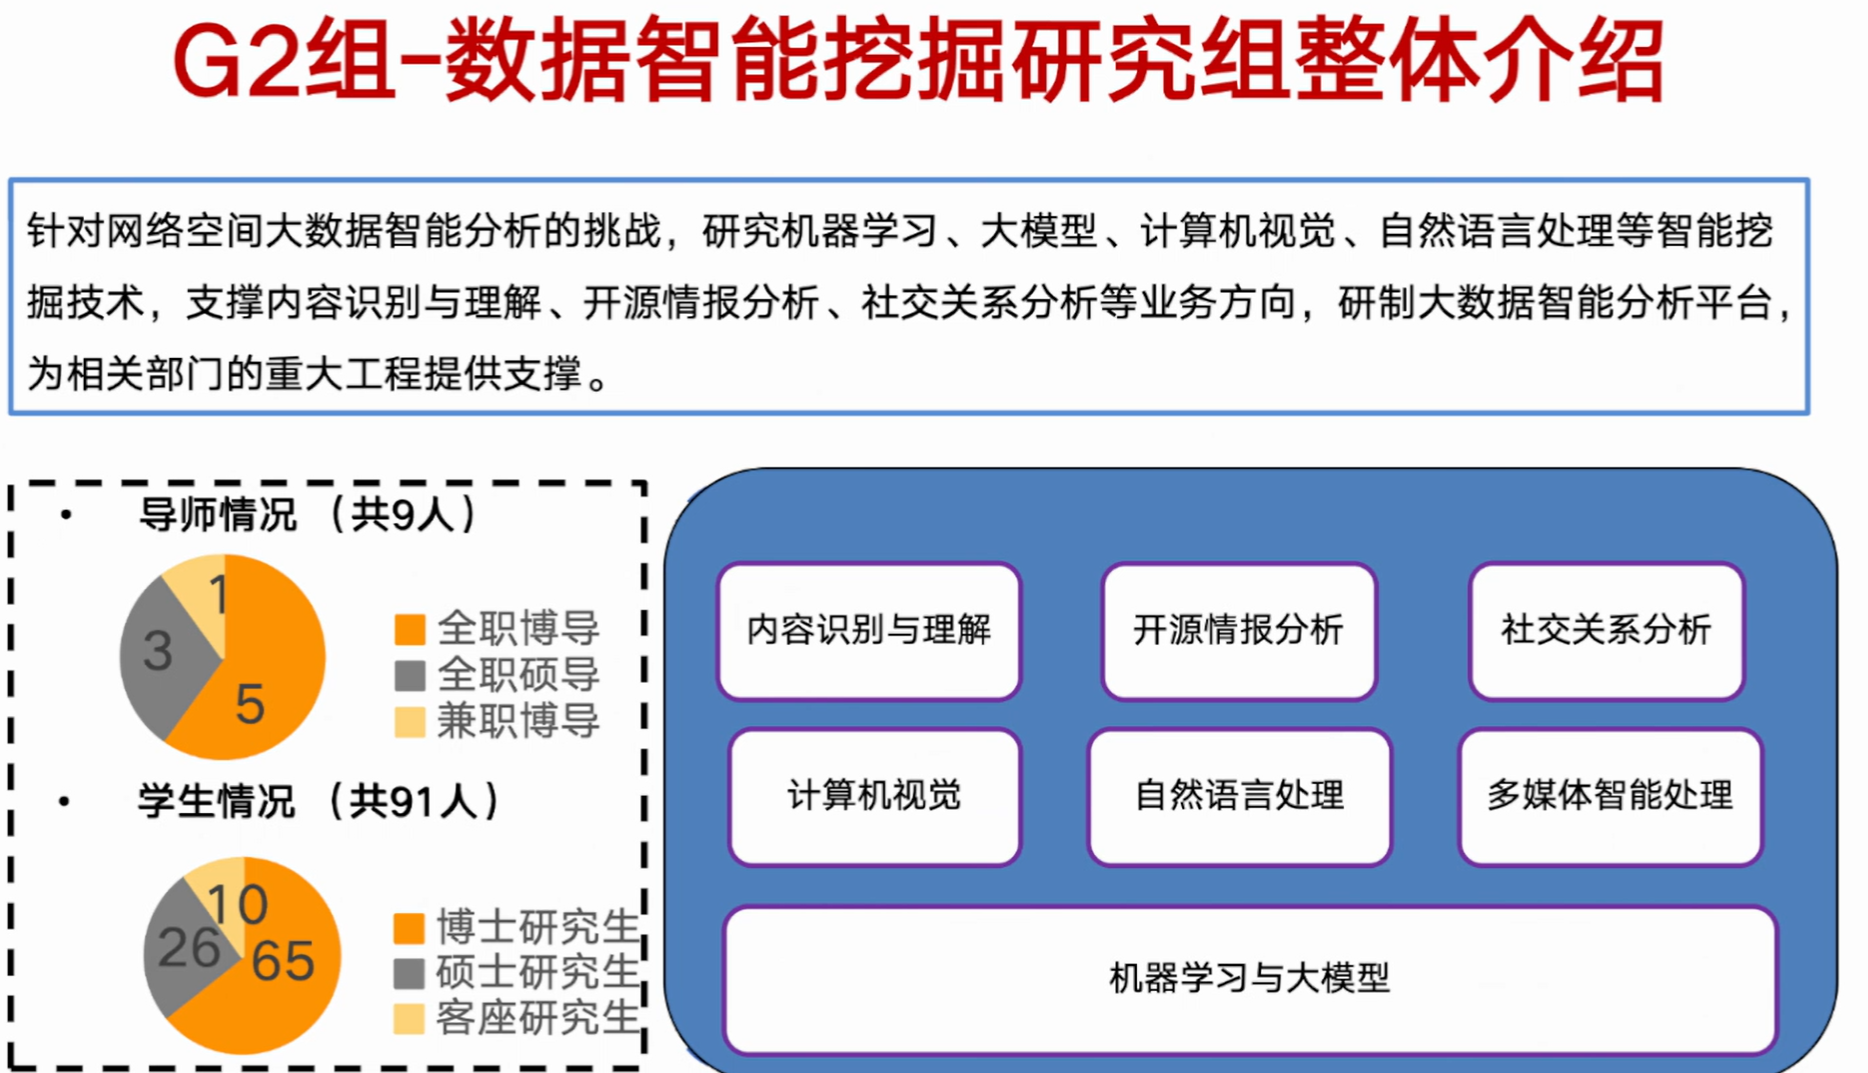 G2组-数据智能挖掘研究组整体介绍
针对网络空间大数据智能分析的挑战，研究机器学习、大模型、计算机视觉、自然语言处理等智能挖
掘技术，支撑内容识别与理解、开源情报分析、社交关系分析等业务方向，研制大数据智能分析平台，
为相关部门的重大工程提供支撑。
• 导师情况 （共9人）
1
3
5
全职博导
全职硕导
兼职博导
• 学生情况 （共91人）
10
26
65
博士研究生
硕士研究生
客座研究生
内容识别与理解
开源情报分析
社交关系分析
计算机视觉
自然语言处理
多媒体智能处理
机器学习与大模型